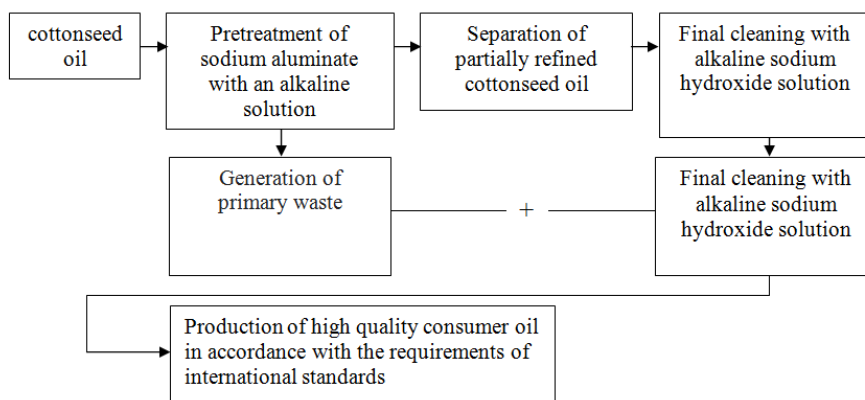 cottonseed
oil
Pretreatment of
sodium aluminate
with an alkaline
solution
Separation of
partially refined
cottonseed oil
Final cleaning with
alkaline sodium
hydroxide solution
Generation of
primary waste
+
Final cleaning with
alkaline sodium
hydroxide solution
Production of high quality consumer oil
in accordance with the requirements of
international standards